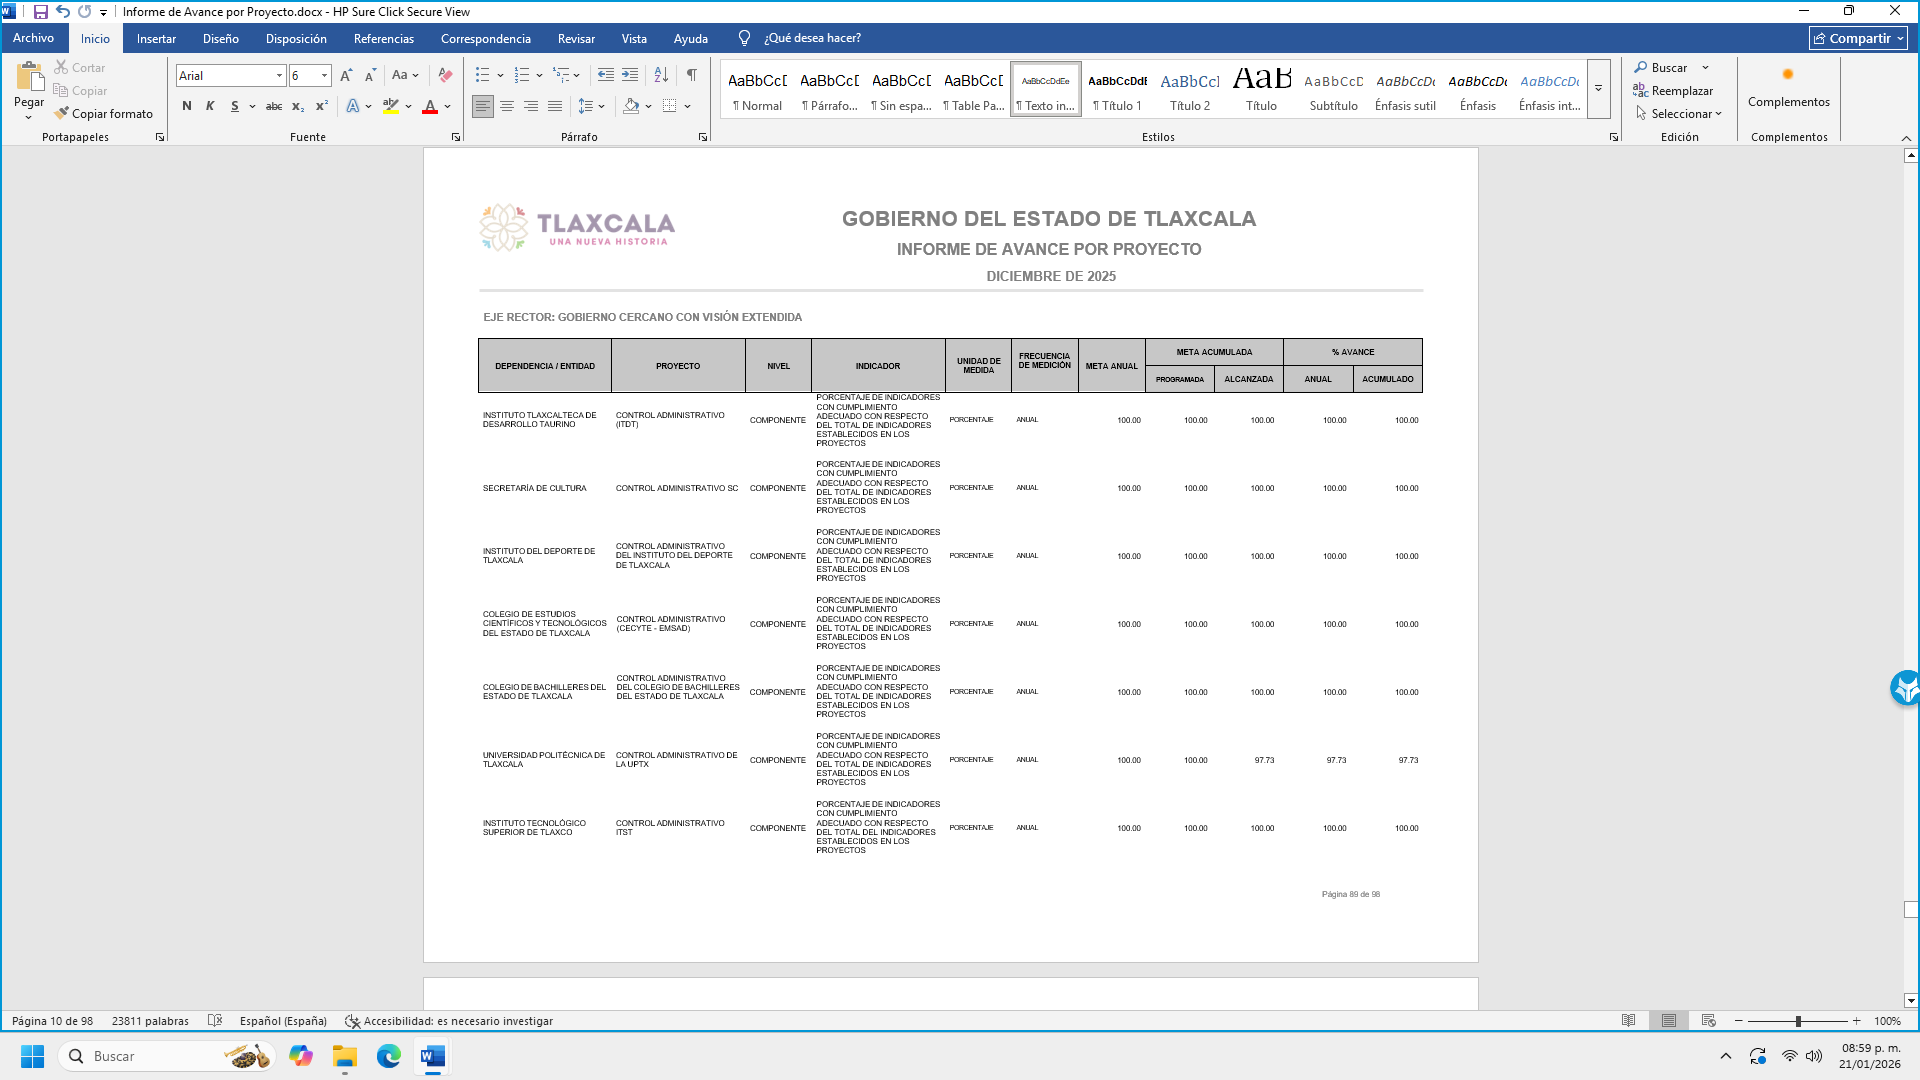 Informe de Avance por Proyecto.docx - HP Sure Click Secure View
Archivo
Inicio
Insertar
Diseño
Disposición
Referencias
Correspondencia
Revisar
Vista
Ayuda
¿Qué desea hacer?
Compartir
Pegar
Cortar
Copiar
Copiar formato
Portapapeles
Arial
6
Fuente
Párrafo
AaBbCcI ¶ Normal
AaBbCcI ¶ Párrafo...
AaBbCcI ¶ Sin espa...
AaBbCcI ¶ Table Pa...
AaBbCcDdEe ¶ Texto in...
AaBbCcDdE ¶ Título 1
AaBbCcI Título 2
AaB Título
AaBbCcD Subtítulo
AaBbCcDc Énfasis sutil
AaBbCcDc Énfasis
AaBbCcDc Énfasis int...
Estilos
Buscar
Reemplazar
Seleccionar
Edición
Complementos
Complementos
TLAXCALA
UNA NUEVA HISTORIA
GOBIERNO DEL ESTADO DE TLAXCALA
INFORME DE AVANCE POR PROYECTO
DICIEMBRE DE 2025
EJE RECTOR: GOBIERNO CERCANO CON VISIÓN EXTENDIDA
DEPENDENCIA / ENTIDAD
PROYECTO
NIVEL
INDICADOR
UNIDAD DE
MEDIDA
FRECUENCIA
DE MEDICIÓN
META ANUAL
META ACUMULADA
PROGRAMADA
ALCANZADA
% AVANCE
ANUAL
ACUMULADO
INSTITUTO TLAXCALTECA DE
DESARROLLO TAURINO
CONTROL ADMINISTRATIVO
(ITDT)
COMPONENTE
PORCENTAJE DE INDICADORES
CON CUMPLIMIENTO
ADECUADO CON RESPECTO
DEL TOTAL DE INDICADORES
ESTABLECIDOS EN LOS
PROYECTOS
PORCENTAJE
ANUAL
100.00 100.00 100.00 100.00 100.00
SECRETARÍA DE CULTURA
CONTROL ADMINISTRATIVO SC
COMPONENTE
PORCENTAJE DE INDICADORES
CON CUMPLIMIENTO
ADECUADO CON RESPECTO
DEL TOTAL DE INDICADORES
ESTABLECIDOS EN LOS
PROYECTOS
PORCENTAJE
ANUAL
100.00 100.00 100.00 100.00 100.00
INSTITUTO DEL DEPORTE DE
TLAXCALA
CONTROL ADMINISTRATIVO
DEL INSTITUTO DEL DEPORTE
DE TLAXCALA
COMPONENTE
PORCENTAJE DE INDICADORES
CON CUMPLIMIENTO
ADECUADO CON RESPECTO
DEL TOTAL DE INDICADORES
ESTABLECIDOS EN LOS
PROYECTOS
PORCENTAJE
ANUAL
100.00 100.00 100.00 100.00 100.00
COLEGIO DE ESTUDIOS
CIENTÍFICOS Y TECNOLÓGICOS
DEL ESTADO DE TLAXCALA
CONTROL ADMINISTRATIVO
(CECYTE - EMSAD)
COMPONENTE
PORCENTAJE DE INDICADORES
CON CUMPLIMIENTO
ADECUADO CON RESPECTO
DEL TOTAL DE INDICADORES
ESTABLECIDOS EN LOS
PROYECTOS
PORCENTAJE
ANUAL
100.00 100.00 100.00 100.00 100.00
COLEGIO DE BACHILLERES DEL
ESTADO DE TLAXCALA
CONTROL ADMINISTRATIVO
DEL COLEGIO DE BACHILLERES
DEL ESTADO DE TLAXCALA
COMPONENTE
PORCENTAJE DE INDICADORES
CON CUMPLIMIENTO
ADECUADO CON RESPECTO
DEL TOTAL DE INDICADORES
ESTABLECIDOS EN LOS
PROYECTOS
PORCENTAJE
ANUAL
100.00 100.00 100.00 100.00 100.00
UNIVERSIDAD POLITÉCNICA DE
TLAXCALA
CONTROL ADMINISTRATIVO DE
LA UPTX
COMPONENTE
PORCENTAJE DE INDICADORES
CON CUMPLIMIENTO
ADECUADO CON RESPECTO
DEL TOTAL DE INDICADORES
ESTABLECIDOS EN LOS
PROYECTOS
PORCENTAJE
ANUAL
100.00 100.00 97.73 97.73 97.73
INSTITUTO TECNOLÓGICO
SUPERIOR DE TLAXCO
CONTROL ADMINISTRATIVO
ITST
COMPONENTE
PORCENTAJE DE INDICADORES
CON CUMPLIMIENTO
ADECUADO CON RESPECTO
DEL TOTAL DEL INDICADORES
ESTABLECIDOS EN LOS
PROYECTOS
PORCENTAJE
ANUAL
100.00 100.00 100.00 100.00 100.00
Página 89 de 98
Página 10 de 98
23811 palabras
Español (España)
Accesibilidad: es necesario investigar
100%
Buscar
08:59 p. m.
21/01/2026